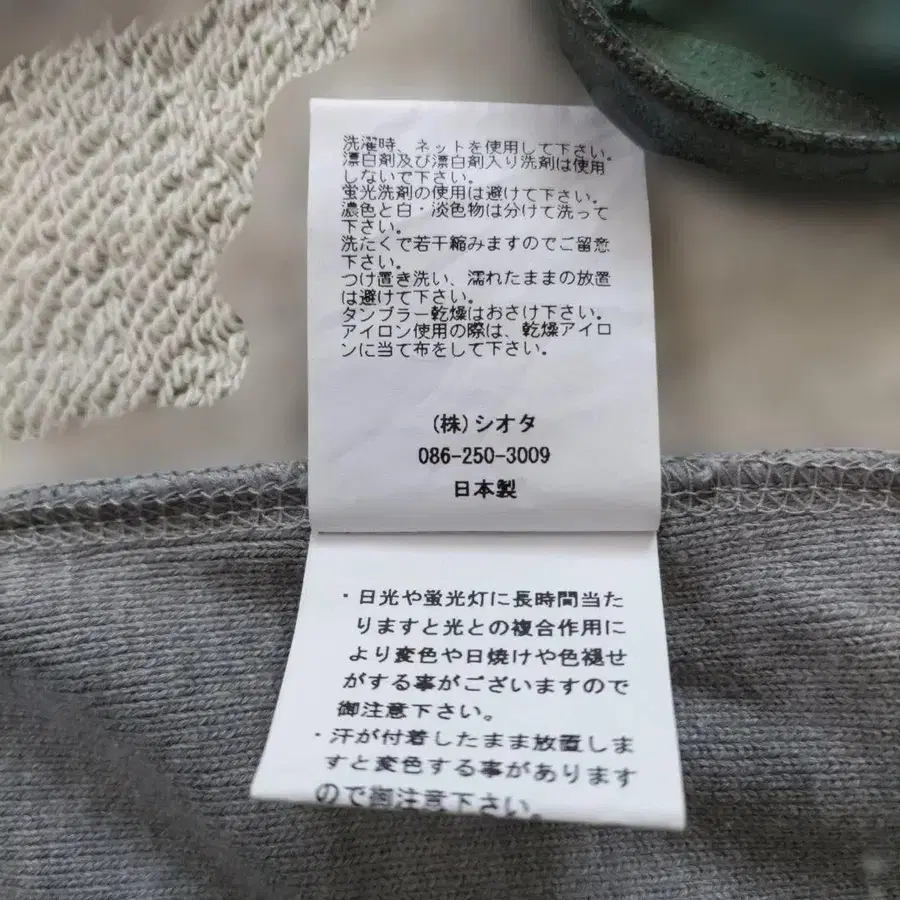 洗濯時、ネットを使用して下さい。
漂白剤及び漂白剤入り洗剤は使用
しないで下さい。
蛍光洗剤の使用は避けて下さい。
濃色と白・淡色物は分けて洗って
下さい。
洗たくで若干縮みますのでご留意
下さい。
つけ置き洗い、濡れたままの放置
は避けて下さい。
タンブラー乾燥はおさけ下さい。
アイロン使用の際は、乾燥アイロ
ンに当て布をして下さい。
(株)シオタ
086-250-3009
日本製
・日光や蛍光灯に長時間当た
りますと光との複合作用に
より変色や日焼けや色褪せ
がする事がございますので
御注意下さい。
・汗が付着したまま放置しま
すと変色する事があります
ので御注意下さい。